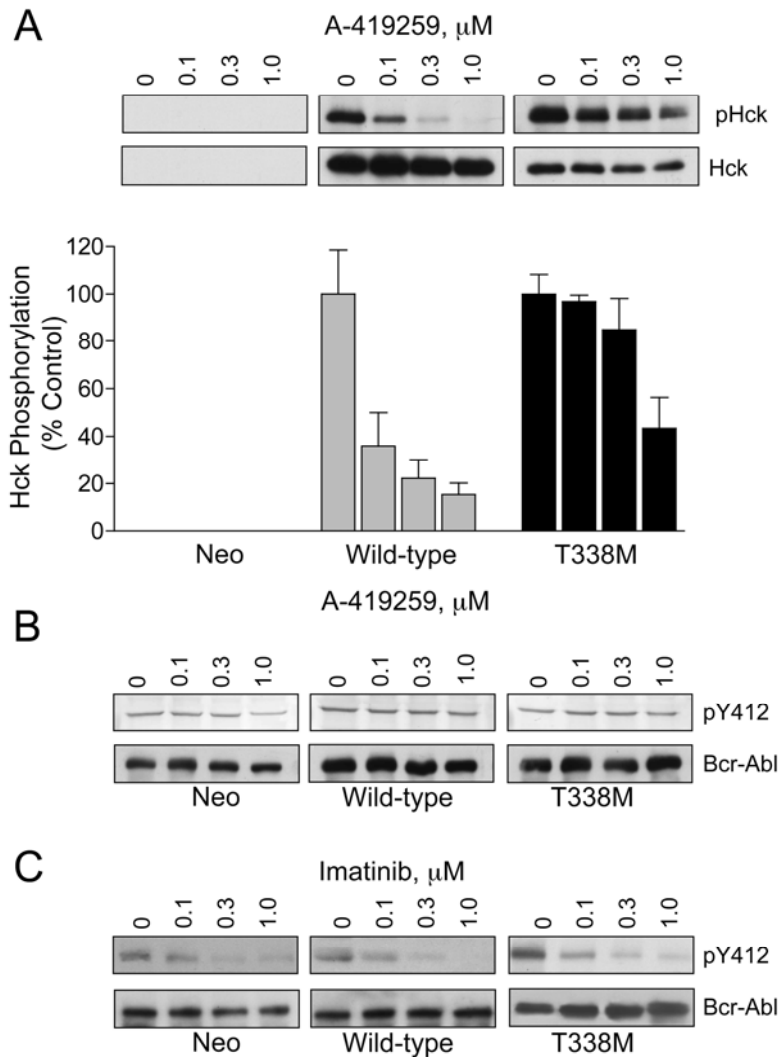 A
A-419259, μM
0 0.1 0.3 1.0 0 0.1 0.3 1.0 0 0.1 0.3 1.0
pHck
Hck
Hck Phosphorylation
(% Control)
120
100
80
60
40
20
0
Neo Wild-type T338M
B
A-419259, μM
0 0.1 0.3 1.0 0 0.1 0.3 1.0 0 0.1 0.3 1.0
pY412
Bcr-Abl
Neo Wild-type T338M
C
Imatinib, μM
0 0.1 0.3 1.0 0 0.1 0.3 1.0 0 0.1 0.3 1.0
pY412
Bcr-Abl
Neo Wild-type T338M